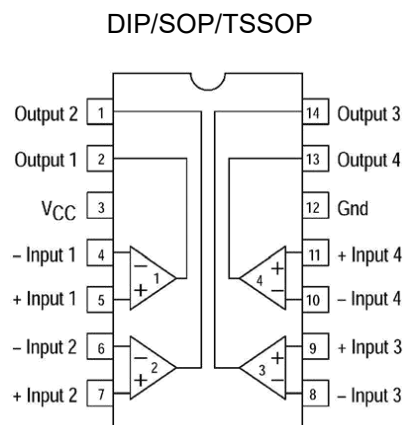 DIP/SOP/TSSOP
Output 2 1 14 Output 3
Output 1 2 13 Output 4
VCC 3 12 Gnd
– Input 1 4 11 + Input 4
+ Input 1 5 10 – Input 4
– Input 2 6 9 + Input 3
+ Input 2 7 8 – Input 3
– + 1
+ – 4
– + 2
+ – 3